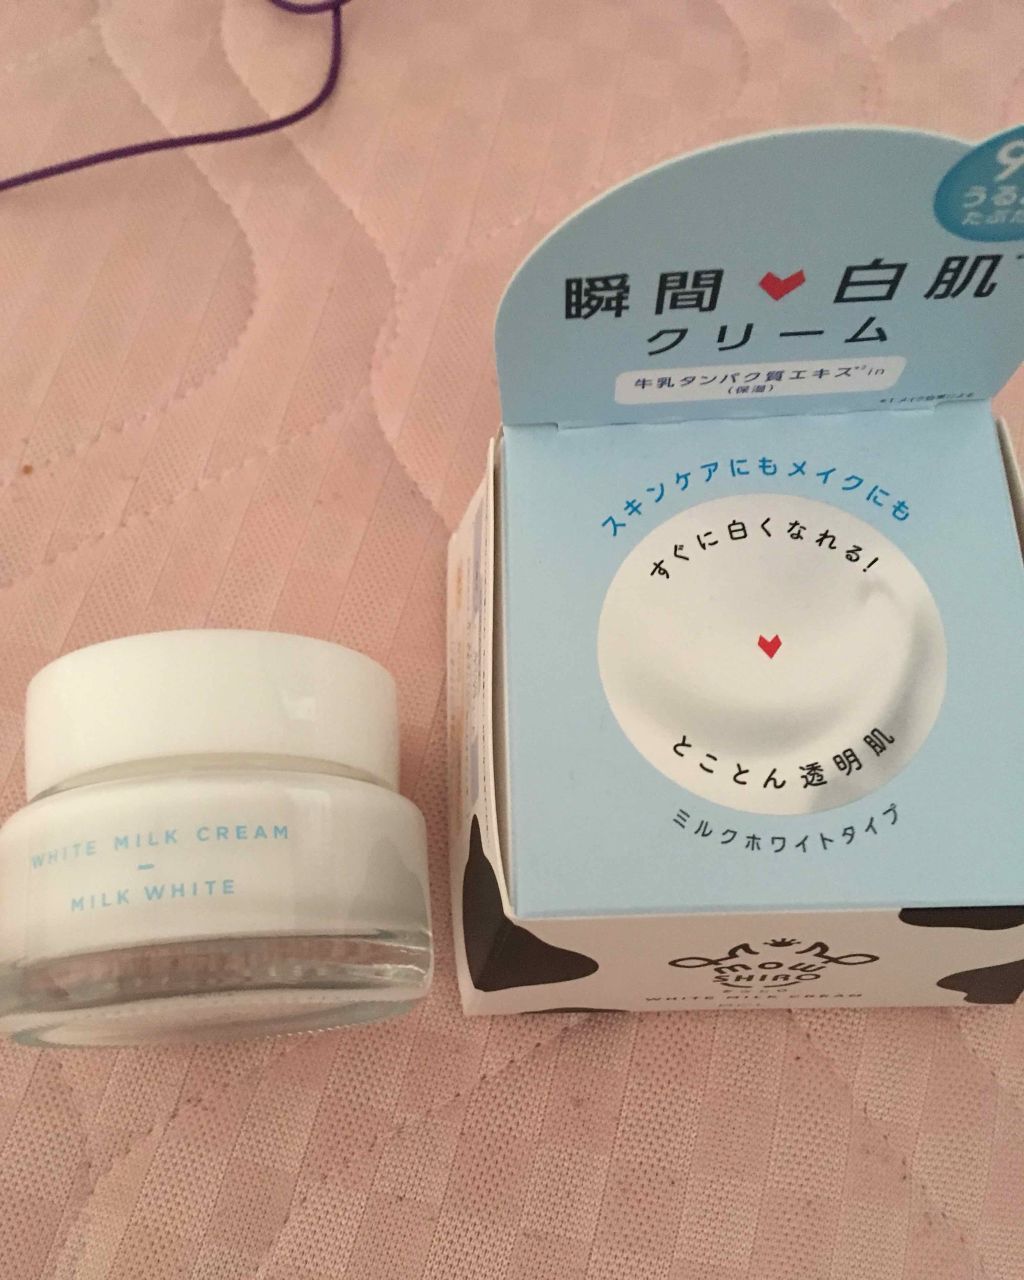 9
瞬間 白肌
クリーム
牛乳タンパク質エキス*²in
(保湿)
スキンケアにもメイクにも
すぐに白くなれる!
とことん透明肌
ミルクホワイトタイプ
WHITE MILK CREAM
MILK WHITE
SHIRO
WHITE MILK CREAM